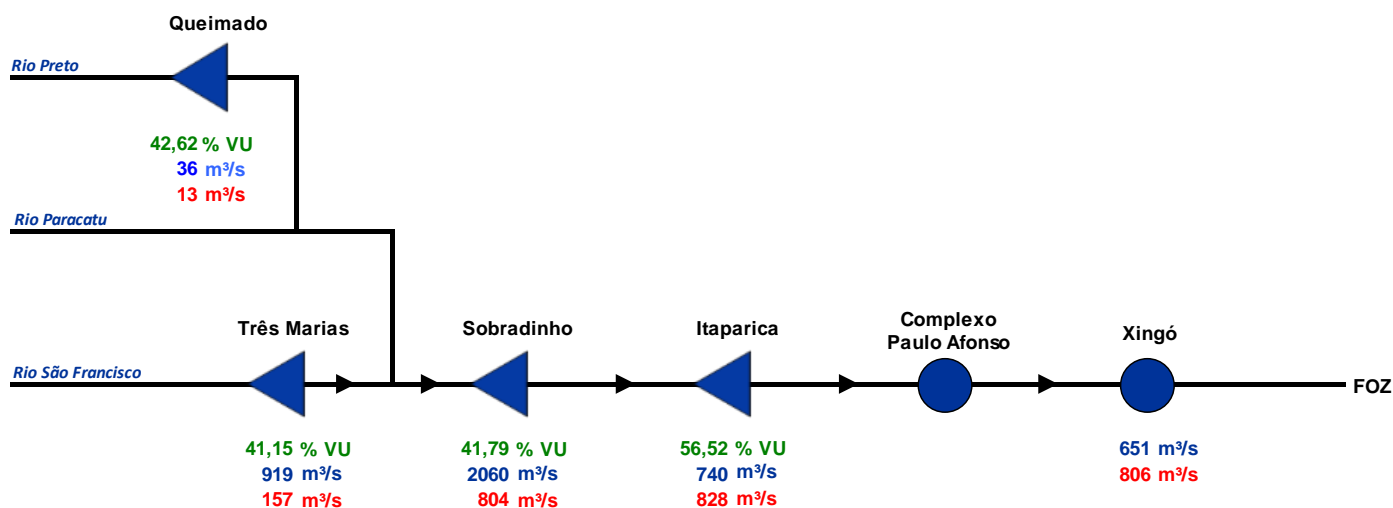 Queimado
Rio Preto
42,62 % VU
36 m³/s
13 m³/s
Rio Paracatu
Três Marias
Sobradinho
Itaparica
Complexo
Paulo Afonso
Xingó
Rio São Francisco
FOZ
41,15 % VU
919 m³/s
157 m³/s
41,79 % VU
2060 m³/s
804 m³/s
56,52 % VU
740 m³/s
828 m³/s
651 m³/s
806 m³/s